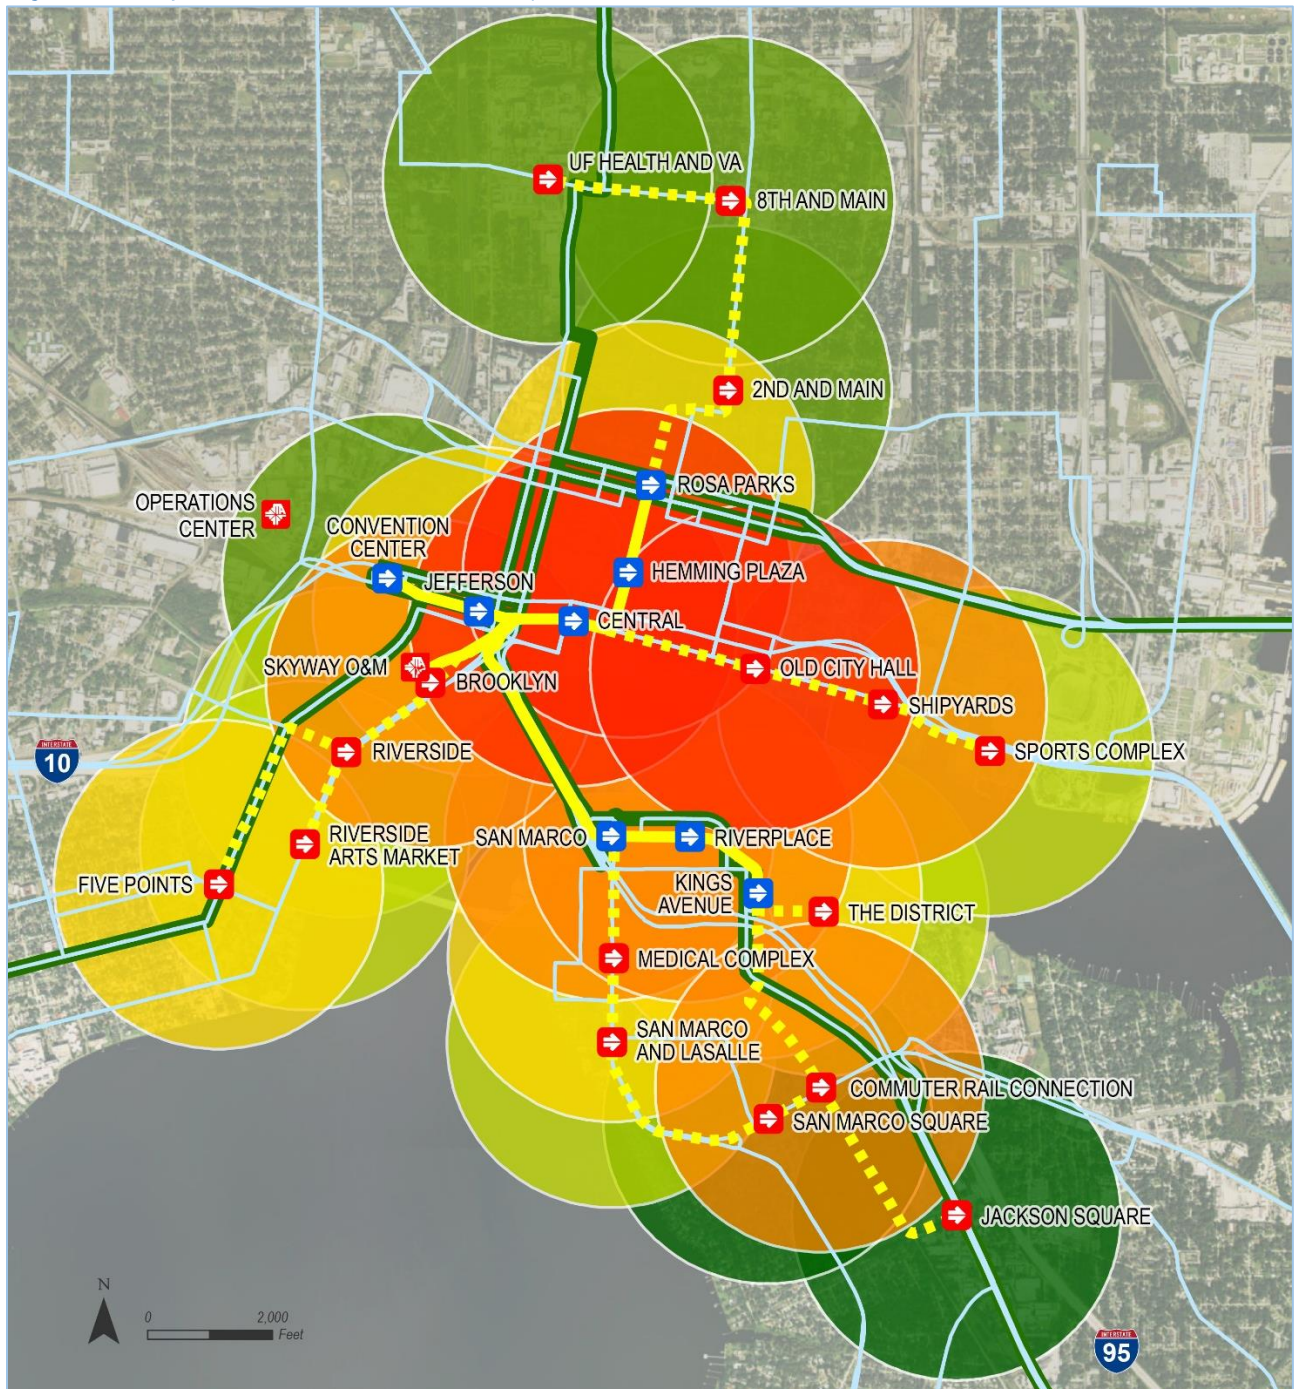 UF HEALTH AND VA
8TH AND MAIN
2ND AND MAIN
ROSA PARKS
OPERATIONS
CENTER
CONVENTION
CENTER
JEFFERSON
HEMMING PLAZA
CENTRAL
SKYWAY O&M
BROOKLYN
OLD CITY HALL
SHIPYARDS
INTERSTATE
10
RIVERSIDE
SPORTS COMPLEX
RIVERSIDE
ARTS MARKET
SAN MARCO
RIVERPLACE
FIVE POINTS
KINGS
AVENUE
THE DISTRICT
MEDICAL COMPLEX
SAN MARCO
AND LASALLE
COMMUTER RAIL CONNECTION
SAN MARCO SQUARE
JACKSON SQUARE
N
0
2,000
Feet
INTERSTATE
95